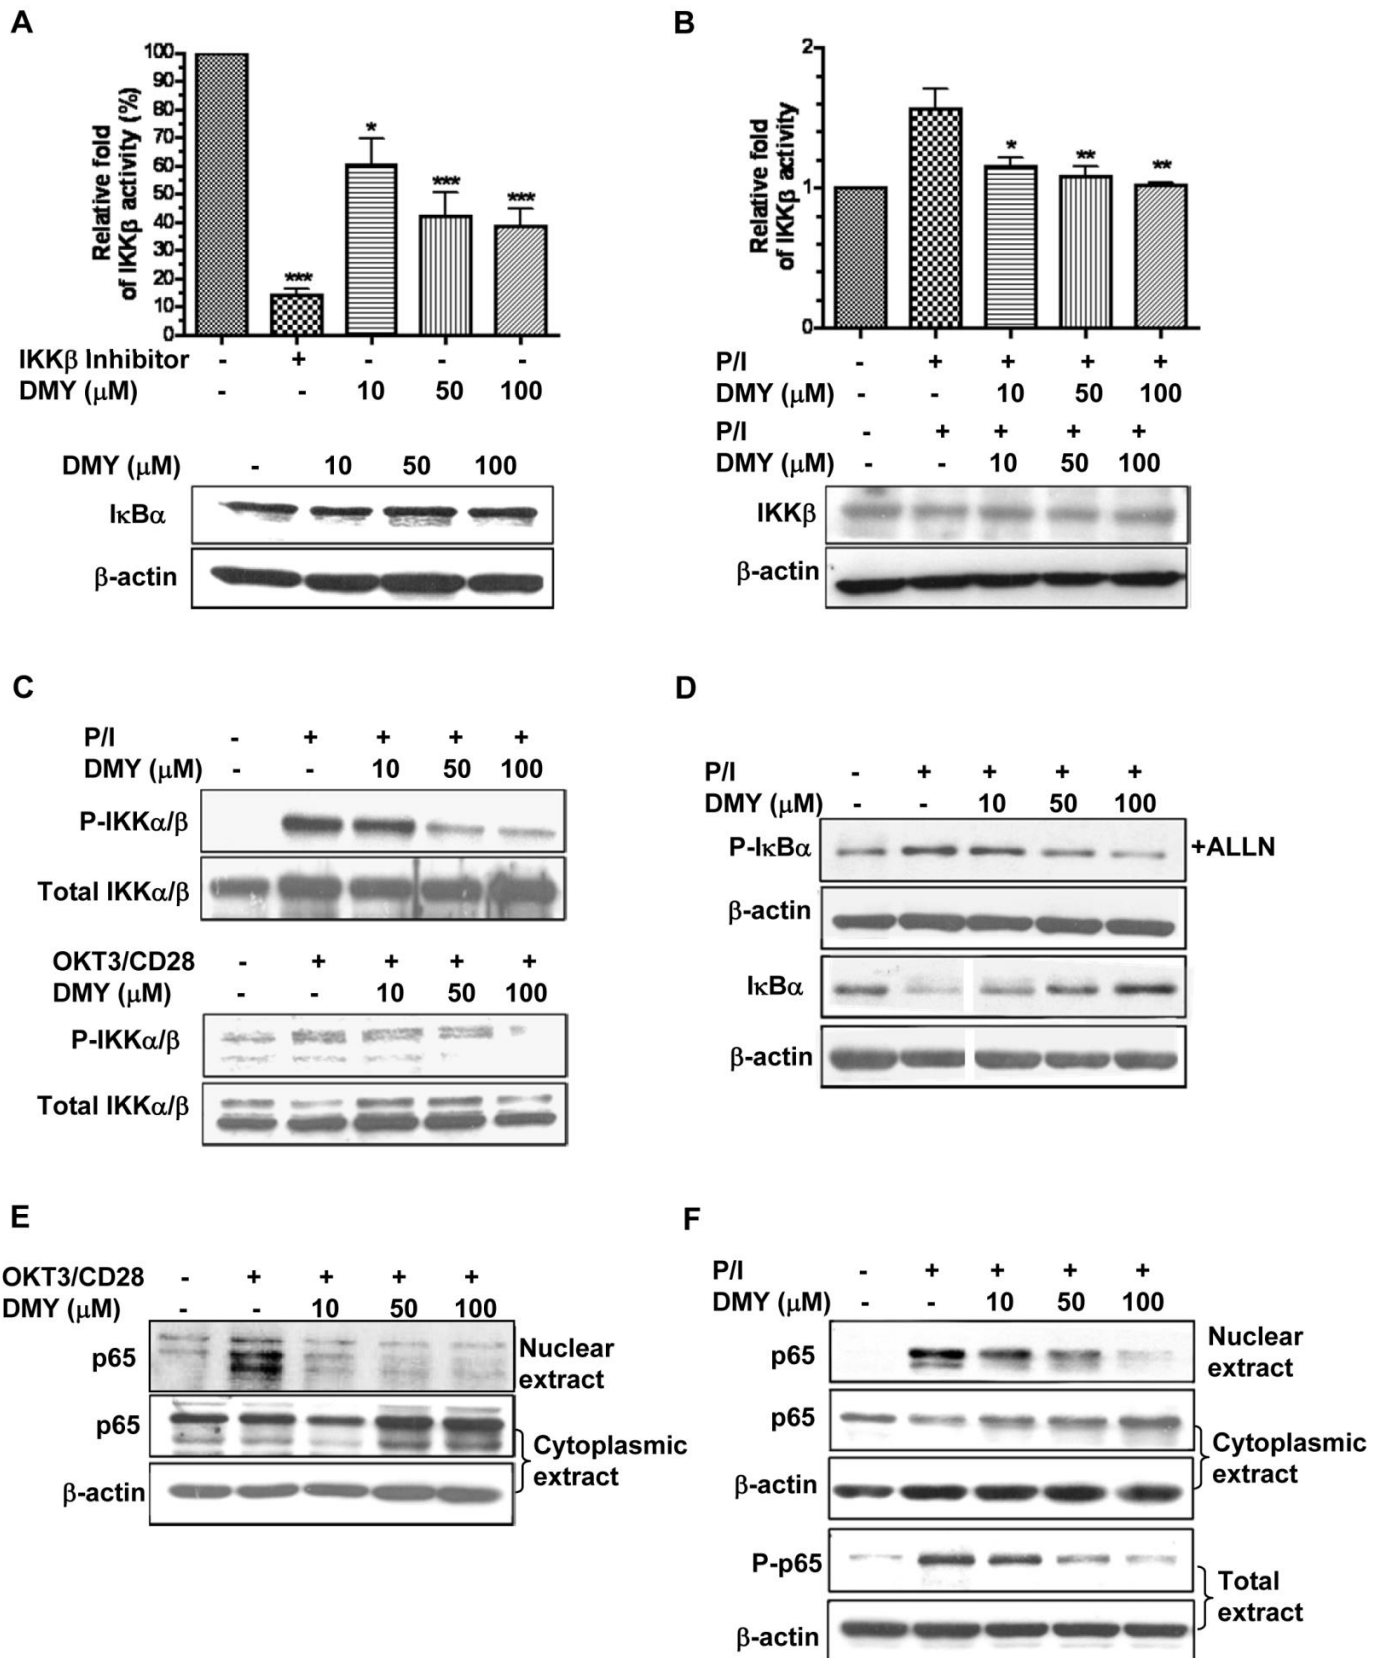 A
Relative fold
of IKKβ activity (%)
100
90
80
70
60
50
40
30
20
10
0
***
*
***
***
IKKβ Inhibitor - + - - -
DMY (μM) - - 10 50 100
DMY (μM) - 10 50 100
IκBα
β-actin
B
Relative fold
of IKKβ activity
2
1
0
*
**
**
P/I - + + + +
DMY (μM) - - 10 50 100
P/I - + + + +
DMY (μM) - - 10 50 100
IKKβ
β-actin
C
P/I - + + + +
DMY (μM) - - 10 50 100
P-IKKα/β
Total IKKα/β
OKT3/CD28 - + + + +
DMY (μM) - - 10 50 100
P-IKKα/β
Total IKKα/β
D
P/I - + + + +
DMY (μM) - - 10 50 100
P-IκBα +ALLN
β-actin
IκBα
β-actin
E
OKT3/CD28 - + + + +
DMY (μM) - - 10 50 100
p65 Nuclear
extract
p65
Cytoplasmic
extract
β-actin
F
P/I - + + + +
DMY (μM) - - 10 50 100
p65 Nuclear
extract
p65
Cytoplasmic
extract
β-actin
P-p65
Total
extract
β-actin